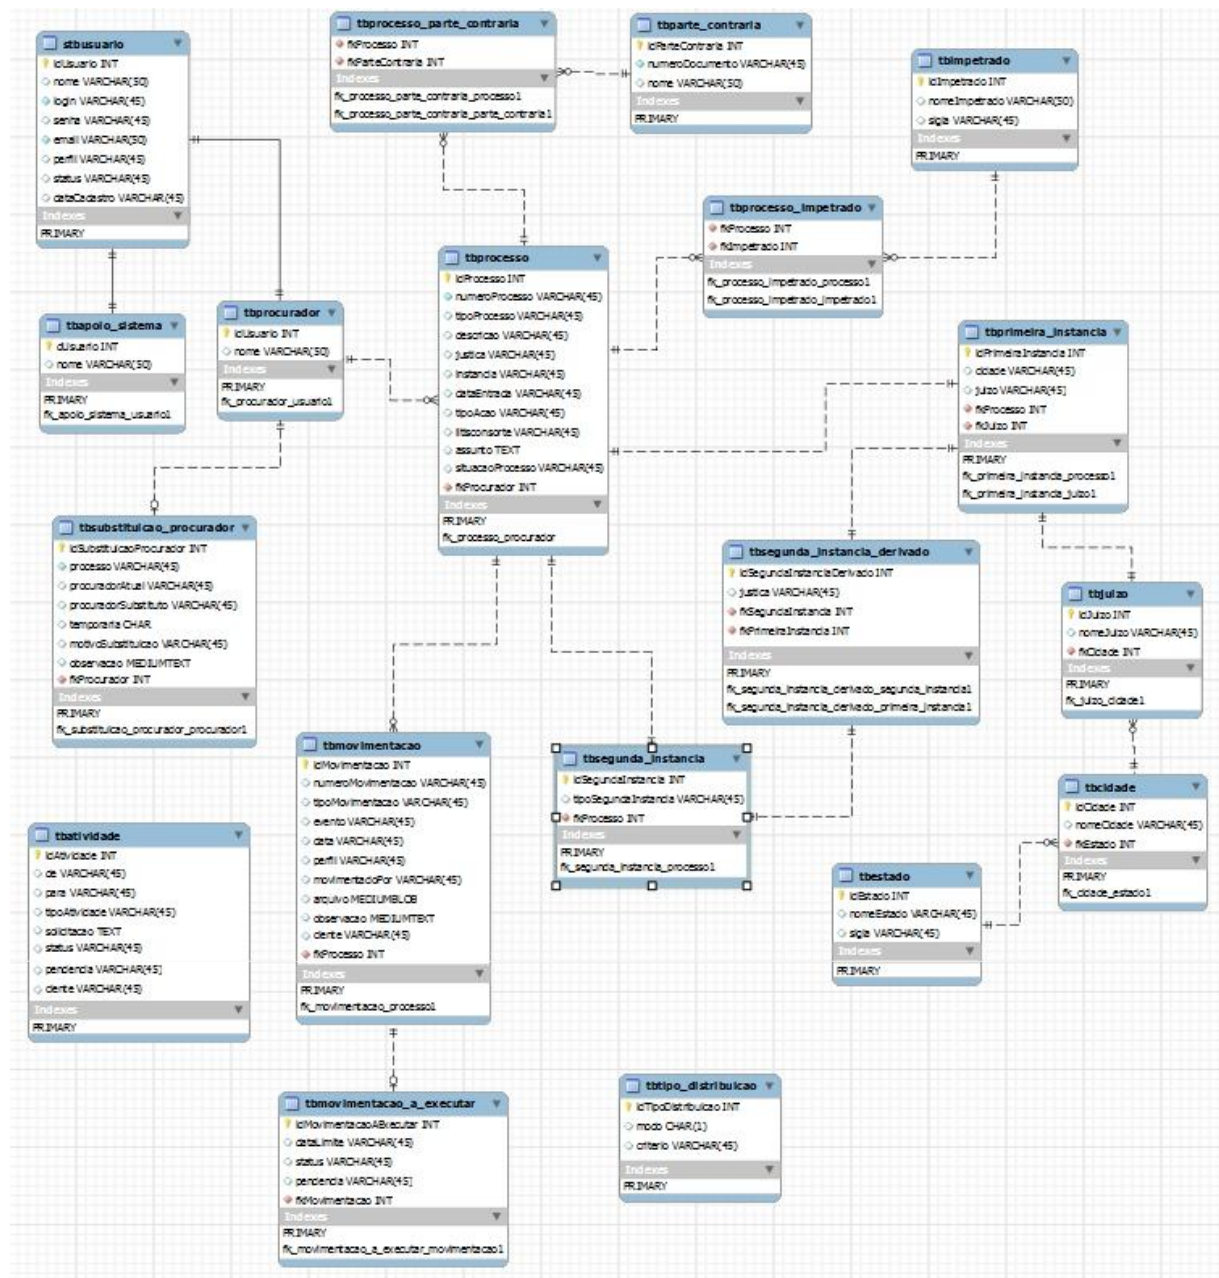 stbusuario
idUsuario INT
nome VARCHAR(50)
login VARCHAR(45)
senha VARCHAR(45)
email VARCHAR(50)
perfil VARCHAR(45)
status VARCHAR(45)
dataCadastro VARCHAR(45)
Indexes
PRIMARY
tbprocesso_parte_contraria
fkProcesso INT
fkParteContraria INT
Indexes
fk_processo_parte_contraria_processo1
fk_processo_parte_contraria_parte_contraria1
tbparte_contraria
idParteContraria INT
numeroDocumento VARCHAR(45)
nome VARCHAR(50)
Indexes
PRIMARY
tbimpetrado
idImpetrado INT
nomeImpetrado VARCHAR(50)
sigla VARCHAR(45)
Indexes
PRIMARY
tbprocesso_impetrado
fkProcesso INT
fkImpetrado INT
Indexes
fk_processo_impetrado_processo1
fk_processo_impetrado_impetrado1
tbprocesso
idProcesso INT
numeroProcesso VARCHAR(45)
tipoProcesso VARCHAR(45)
descricao VARCHAR(45)
justica VARCHAR(45)
instancia VARCHAR(45)
dataEntrada VARCHAR(45)
tipoAcao VARCHAR(45)
litisconsorte VARCHAR(45)
assunto TEXT
situacaoProcesso VARCHAR(45)
fkProcurador INT
Indexes
PRIMARY
fk_processo_procurador
tbapoio_sistema
dUsuario INT
nome VARCHAR(50)
Indexes
PRIMARY
fk_apoio_sistema_usuario1
tbprocurador
idUsuario INT
nome VARCHAR(50)
Indexes
PRIMARY
fk_procurador_usuario1
tbprimeira_instancia
idPrimeiraInstancia INT
cidade VARCHAR(45)
juizo VARCHAR(45)
fkProcesso INT
fkJuizo INT
Indexes
PRIMARY
fk_primeira_instancia_processo1
fk_primeira_instancia_juizo1
tbsubstituicao_procurador
idSubstituicaoProcurador INT
processo VARCHAR(45)
procuradorAtual VARCHAR(45)
procuradorSubstituto VARCHAR(45)
temporaria CHAR
motivoSubstituicao VARCHAR(45)
observacao MEDIUMTEXT
fkProcurador INT
Indexes
PRIMARY
fk_substituicao_procurador_procurador1
tbsegunda_instancia_derivado
idSegundaInstanciaDerivado INT
justica VARCHAR(45)
fkSegundaInstancia INT
fkPrimeiraInstancia INT
Indexes
PRIMARY
fk_segunda_instancia_derivado_segunda_instancia1
fk_segunda_instancia_derivado_primeira_instancia1
tbjuizo
idJuizo INT
nomeJuizo VARCHAR(45)
fkCidade INT
Indexes
PRIMARY
fk_juizo_cidade1
tbmovimentacao
idMovimentacao INT
numeroMovimentacao VARCHAR(45)
tipoMovimentacao VARCHAR(45)
evento VARCHAR(45)
data VARCHAR(45)
perfil VARCHAR(45)
movimentadoPor VARCHAR(45)
arquivo MEDIUMBLOB
observacao MEDIUMTEXT
ciente VARCHAR(45)
fkProcesso INT
Indexes
PRIMARY
fk_movimentacao_processo1
tbsegunda_instancia
idSegundaInstancia INT
tipoSegundaInstancia VARCHAR(45)
fkProcesso INT
Indexes
PRIMARY
fk_segunda_instancia_processo1
tbcidade
idCidade INT
nomeCidade VARCHAR(45)
fkEstado INT
Indexes
PRIMARY
fk_cidade_estado1
tbatividade
idAtividade INT
de VARCHAR(45)
para VARCHAR(45)
tipoAtividade VARCHAR(45)
solicitacao TEXT
status VARCHAR(45)
pendencia VARCHAR(45)
ciente VARCHAR(45)
Indexes
PRIMARY
tbestado
idEstado INT
nomeEstado VARCHAR(45)
sigla VARCHAR(45)
Indexes
PRIMARY
tbmovimentacao_a_executar
idMovimentacaoAExecutar INT
dataLimite VARCHAR(45)
status VARCHAR(45)
pendencia VARCHAR(45)
fkMovimentacao INT
Indexes
PRIMARY
fk_movimentacao_a_executar_movimentacao1
tbtipo_distribuicao
idTipoDistribuicao INT
modo CHAR(1)
criterio VARCHAR(45)
Indexes
PRIMARY